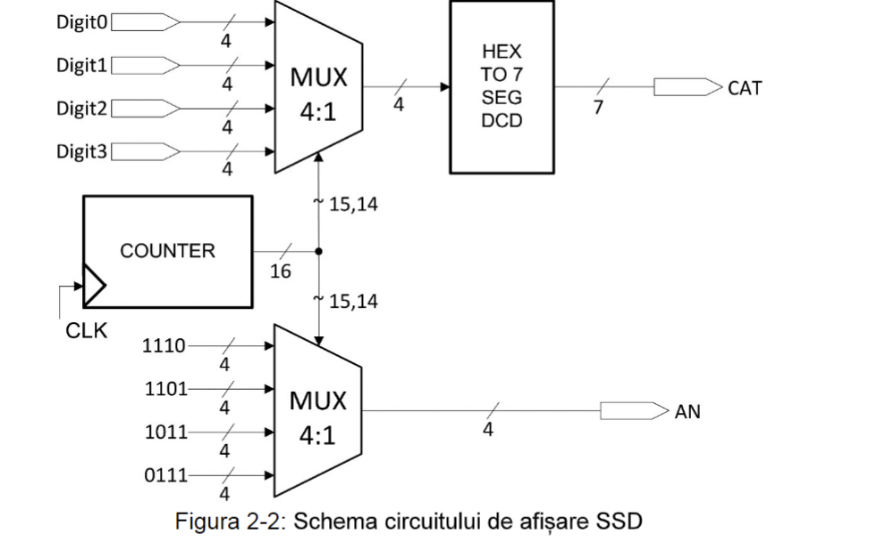 Digit0
4
Digit1
4
Digit2
4
Digit3
4
MUX
4:1
4
HEX
TO 7
SEG
DCD
7
CAT
15,14
COUNTER
16
CLK
15,14
1110
4
1101
4
1011
4
0111
4
MUX
4:1
4
AN
Figura 2-2: Schema circuitului de afișare SSD